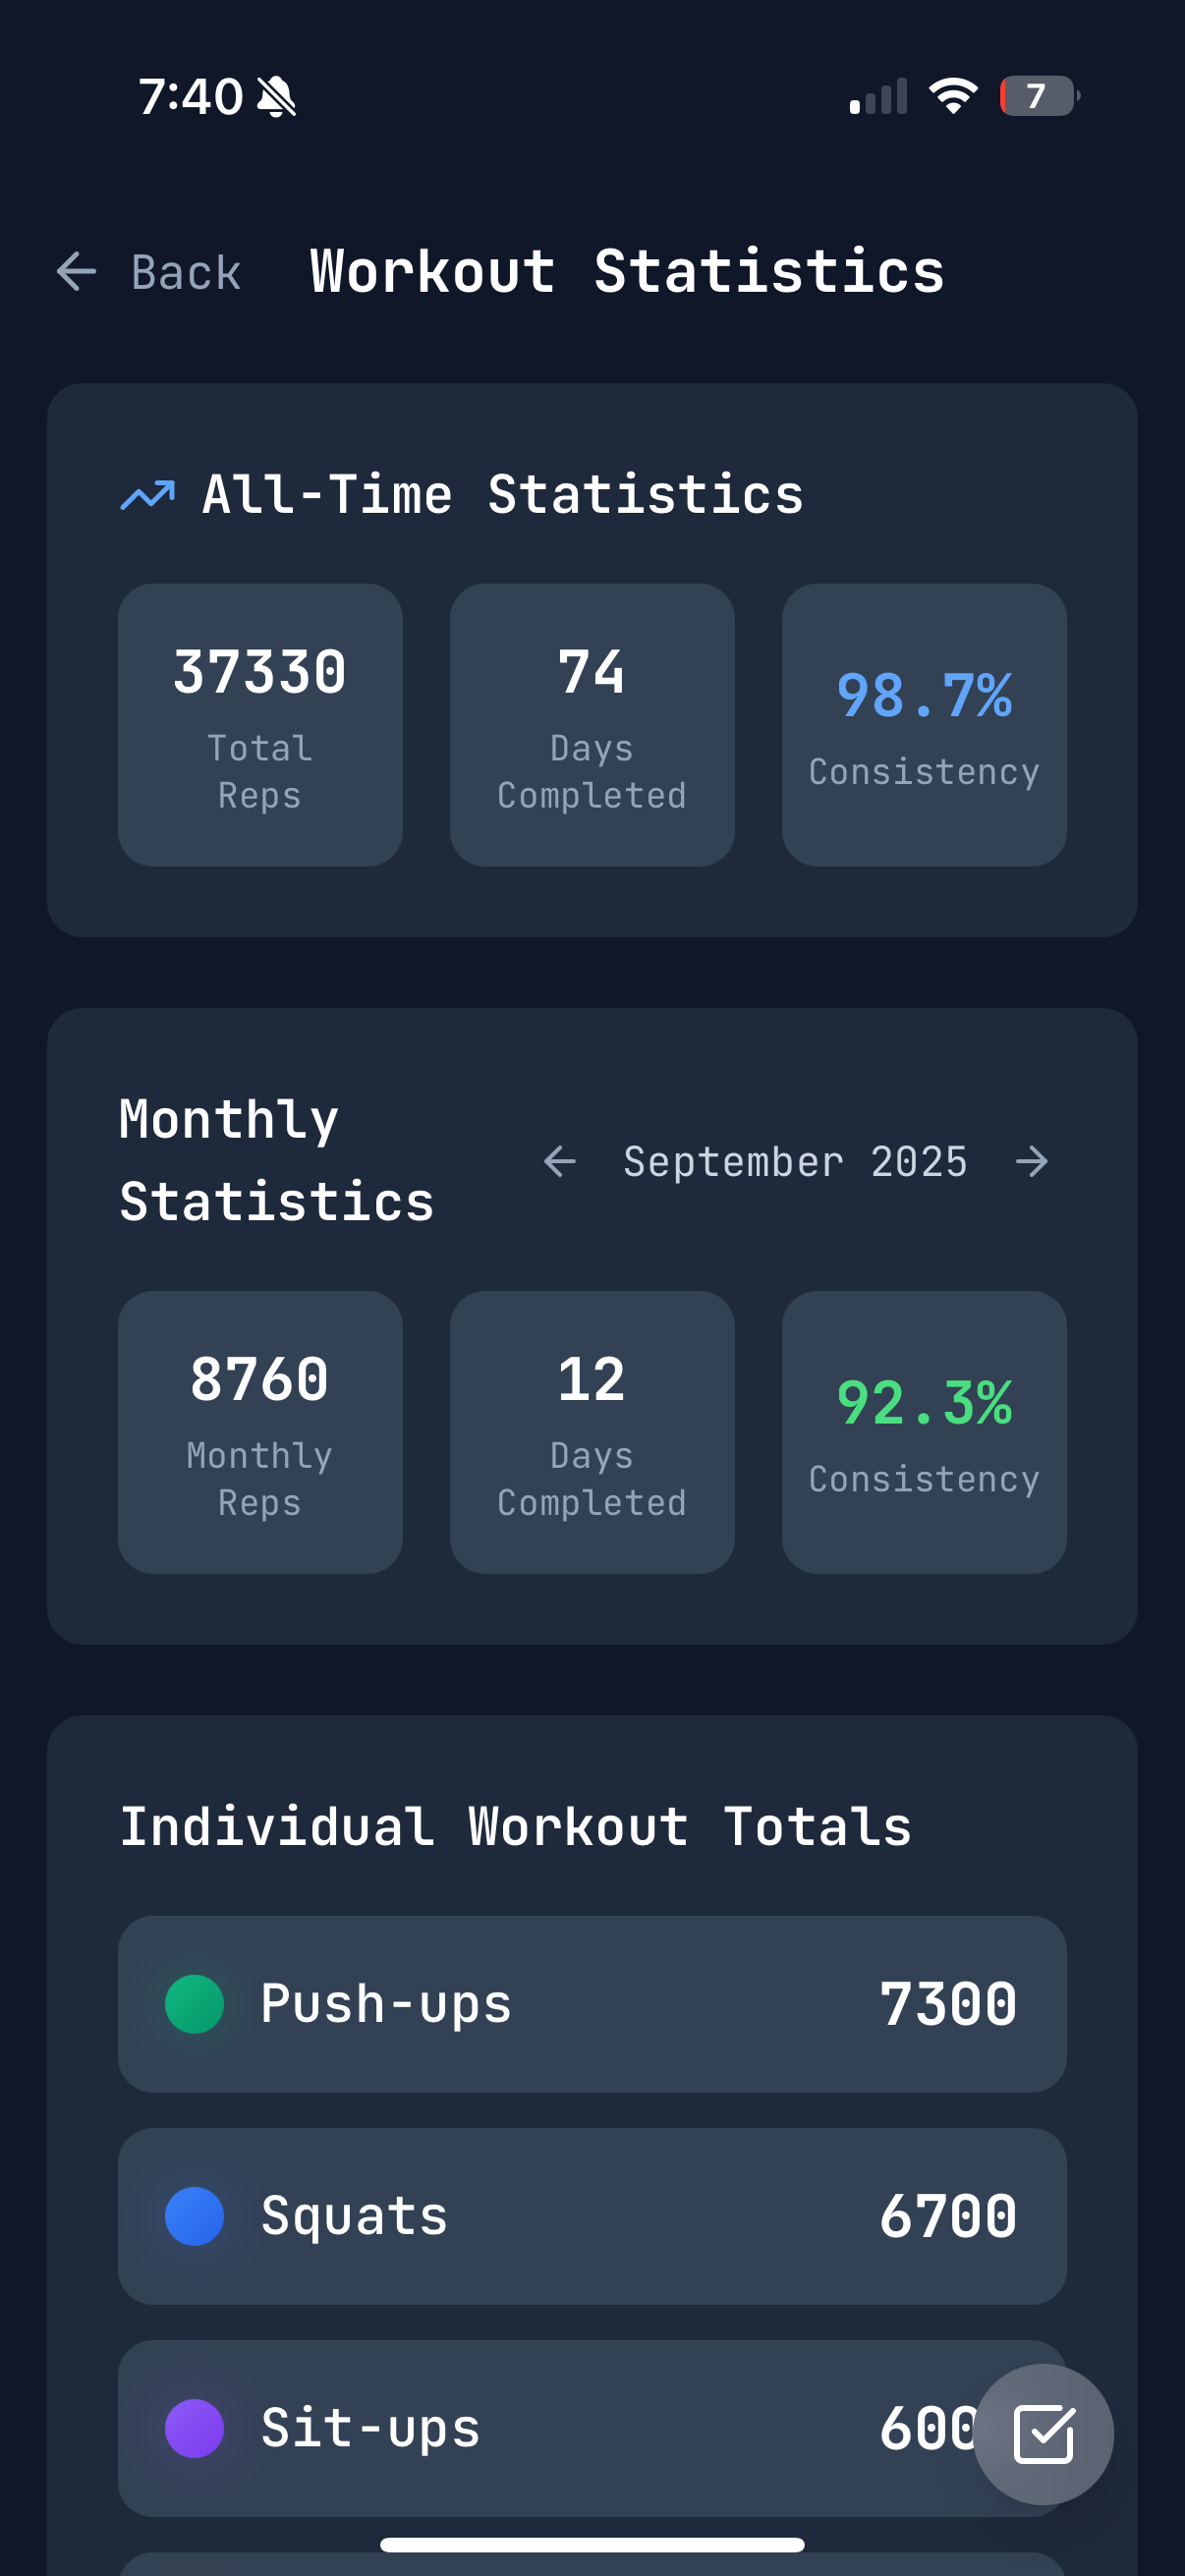 7:40
7
Back
Workout Statistics
All-Time Statistics
37330
Total
Reps
74
Days
Completed
98.7%
Consistency
Monthly
Statistics
September 2025
8760
Monthly
Reps
12
Days
Completed
92.3%
Consistency
Individual Workout Totals
Push-ups
7300
Squats
6700
Sit-ups